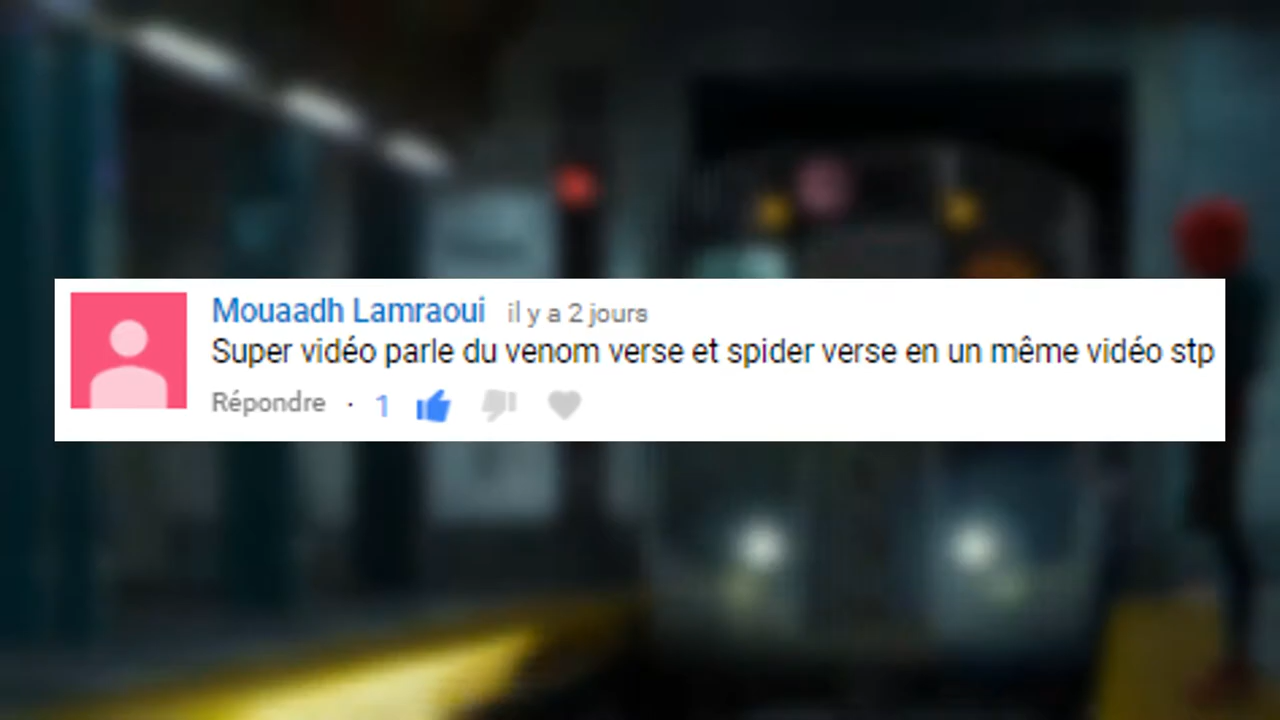 Mouaadh Lamraoui il y a 2 jours
Super vidéo parle du venom verse et spider verse en un même vidéo stp
Répondre · 1